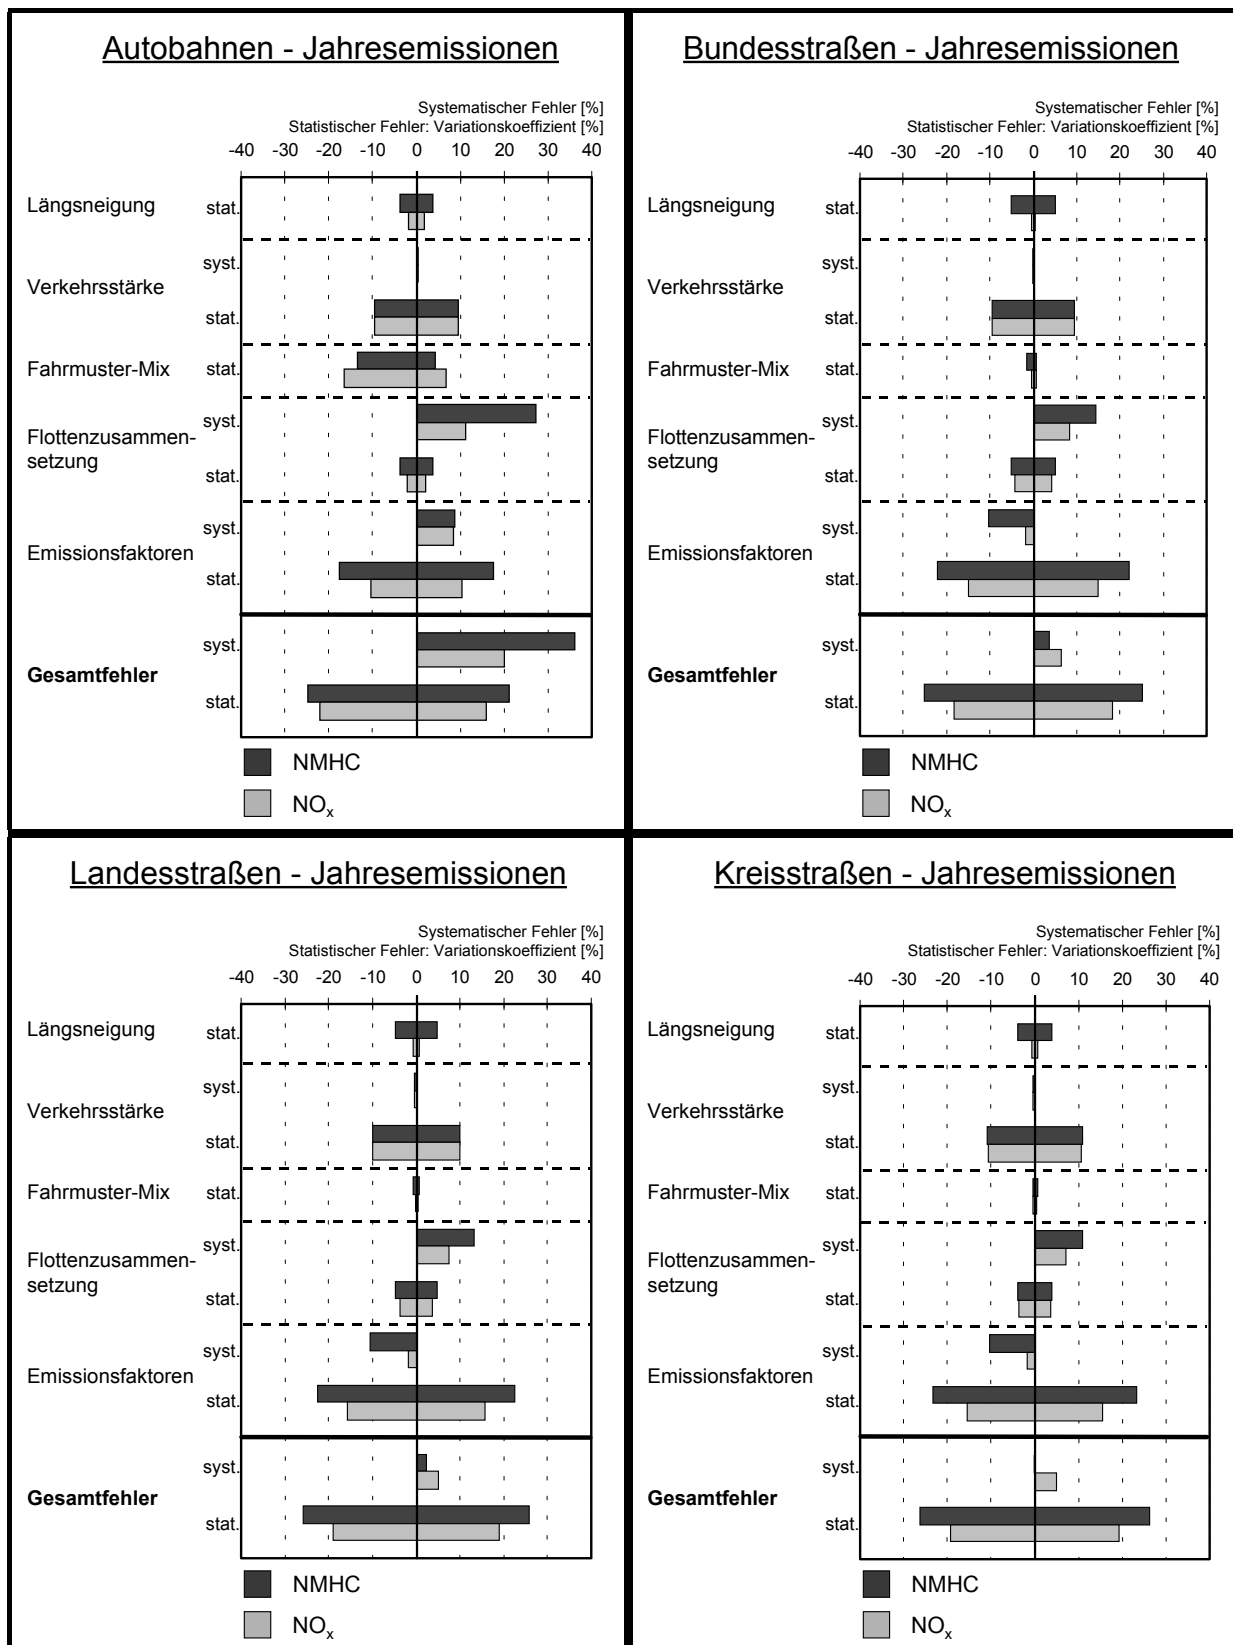 Autobahnen - Jahresemissionen
Systematischer Fehler [%]
Statistischer Fehler: Variationskoeffizient [%]
-40 -30 -20 -10 0 10 20 30 40
Längsneigung
stat.
syst.
Verkehrsstärke
stat.
Fahrmuster-Mix
stat.
syst.
Flottenzusammen-
setzung
stat.
syst.
Emissionsfaktoren
stat.
syst.
Gesamtfehler
stat.
NMHC
NOx
Bundesstraßen - Jahresemissionen
Systematischer Fehler [%]
Statistischer Fehler: Variationskoeffizient [%]
-40 -30 -20 -10 0 10 20 30 40
Längsneigung
stat.
syst.
Verkehrsstärke
stat.
Fahrmuster-Mix
stat.
syst.
Flottenzusammen-
setzung
stat.
syst.
Emissionsfaktoren
stat.
syst.
Gesamtfehler
stat.
NMHC
NOx
Landesstraßen - Jahresemissionen
Systematischer Fehler [%]
Statistischer Fehler: Variationskoeffizient [%]
-40 -30 -20 -10 0 10 20 30 40
Längsneigung
stat.
syst.
Verkehrsstärke
stat.
Fahrmuster-Mix
stat.
syst.
Flottenzusammen-
setzung
stat.
syst.
Emissionsfaktoren
stat.
syst.
Gesamtfehler
stat.
NMHC
NOx
Kreisstraßen - Jahresemissionen
Systematischer Fehler [%]
Statistischer Fehler: Variationskoeffizient [%]
-40 -30 -20 -10 0 10 20 30 40
Längsneigung
stat.
syst.
Verkehrsstärke
stat.
Fahrmuster-Mix
stat.
syst.
Flottenzusammen-
setzung
stat.
syst.
Emissionsfaktoren
stat.
syst.
Gesamtfehler
stat.
NMHC
NOx